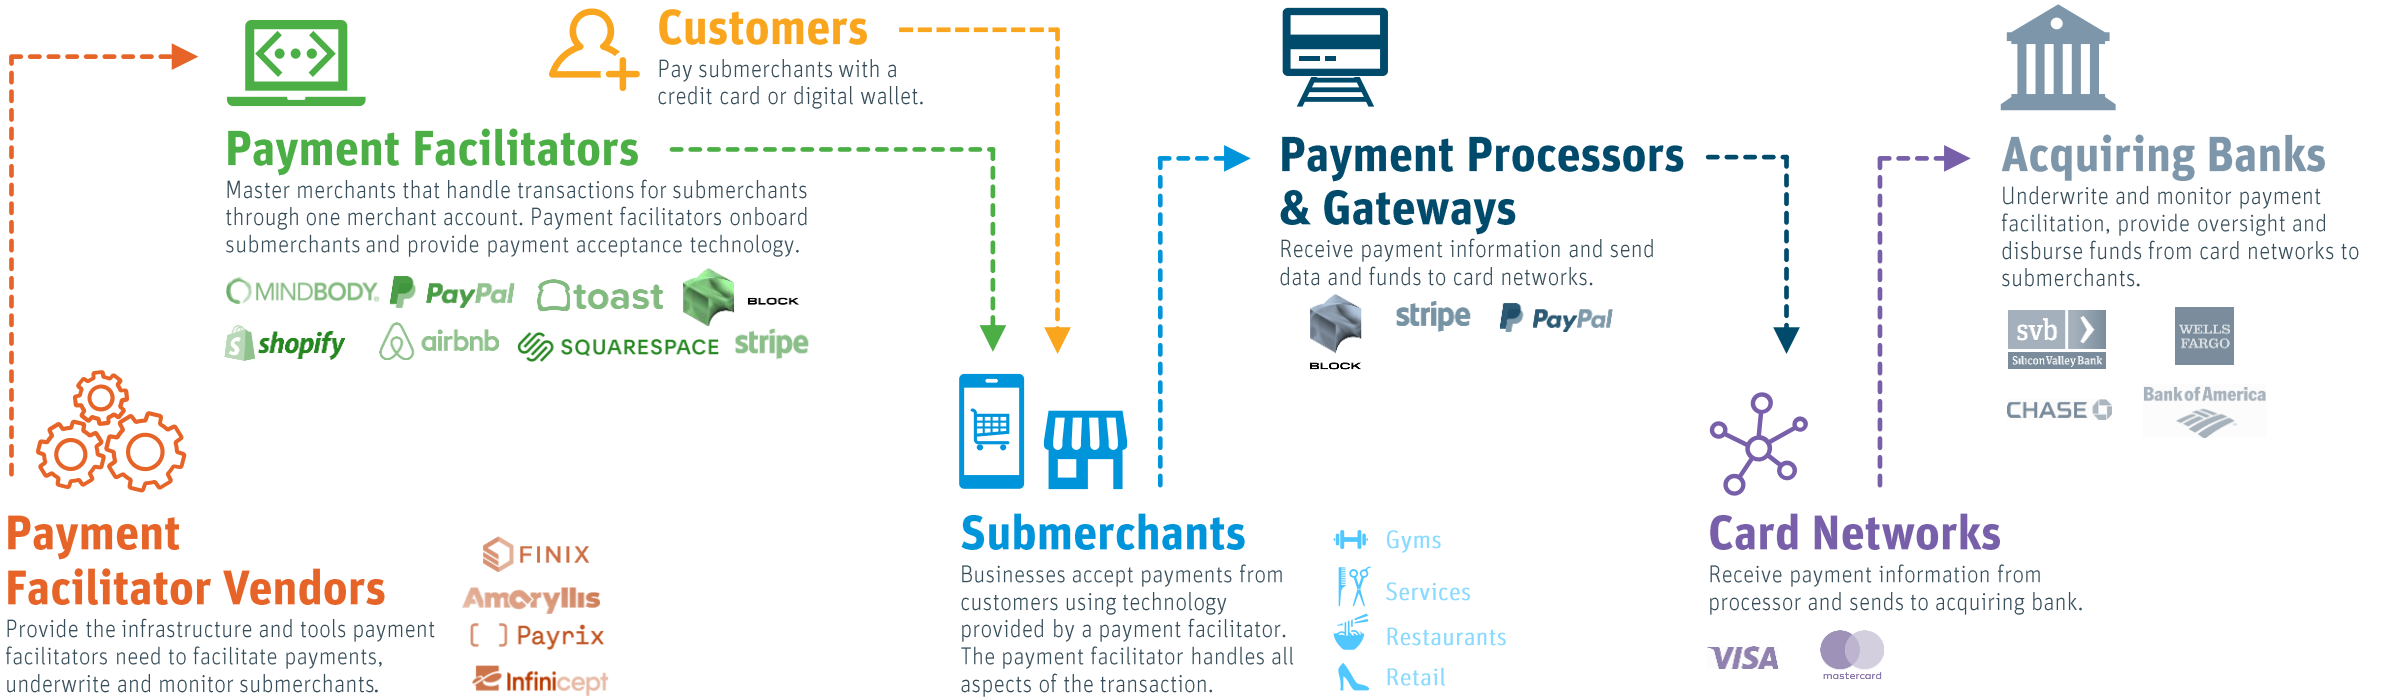 Customers
Pay submerchants with a
credit card or digital wallet.
Payment Facilitators
Master merchants that handle transactions for submerchants
through one merchant account. Payment facilitators onboard
submerchants and provide payment acceptance technology.
MINDBODY
PayPal
toast
BLOCK
shopify
airbnb
SQUARESPACE
stripe
Payment
Facilitator Vendors
Provide the infrastructure and tools payment
facilitators need to facilitate payments,
underwrite and monitor submerchants.
FINIX
Amaryllis
Payrix
Infinicept
Submerchants
Businesses accept payments from
customers using technology
provided by a payment facilitator.
The payment facilitator handles all
aspects of the transaction.
Gyms
Services
Restaurants
Retail
Payment Processors
& Gateways
Receive payment information and send
data and funds to card networks.
BLOCK
stripe
PayPal
Card Networks
Receive payment information from
processor and sends to acquiring bank.
VISA
mastercard
Acquiring Banks
Underwrite and monitor payment
facilitation, provide oversight and
disburse funds from card networks to
submerchants.
svb
Silicon Valley Bank
WELLS
FARGO
CHASE
Bank of America